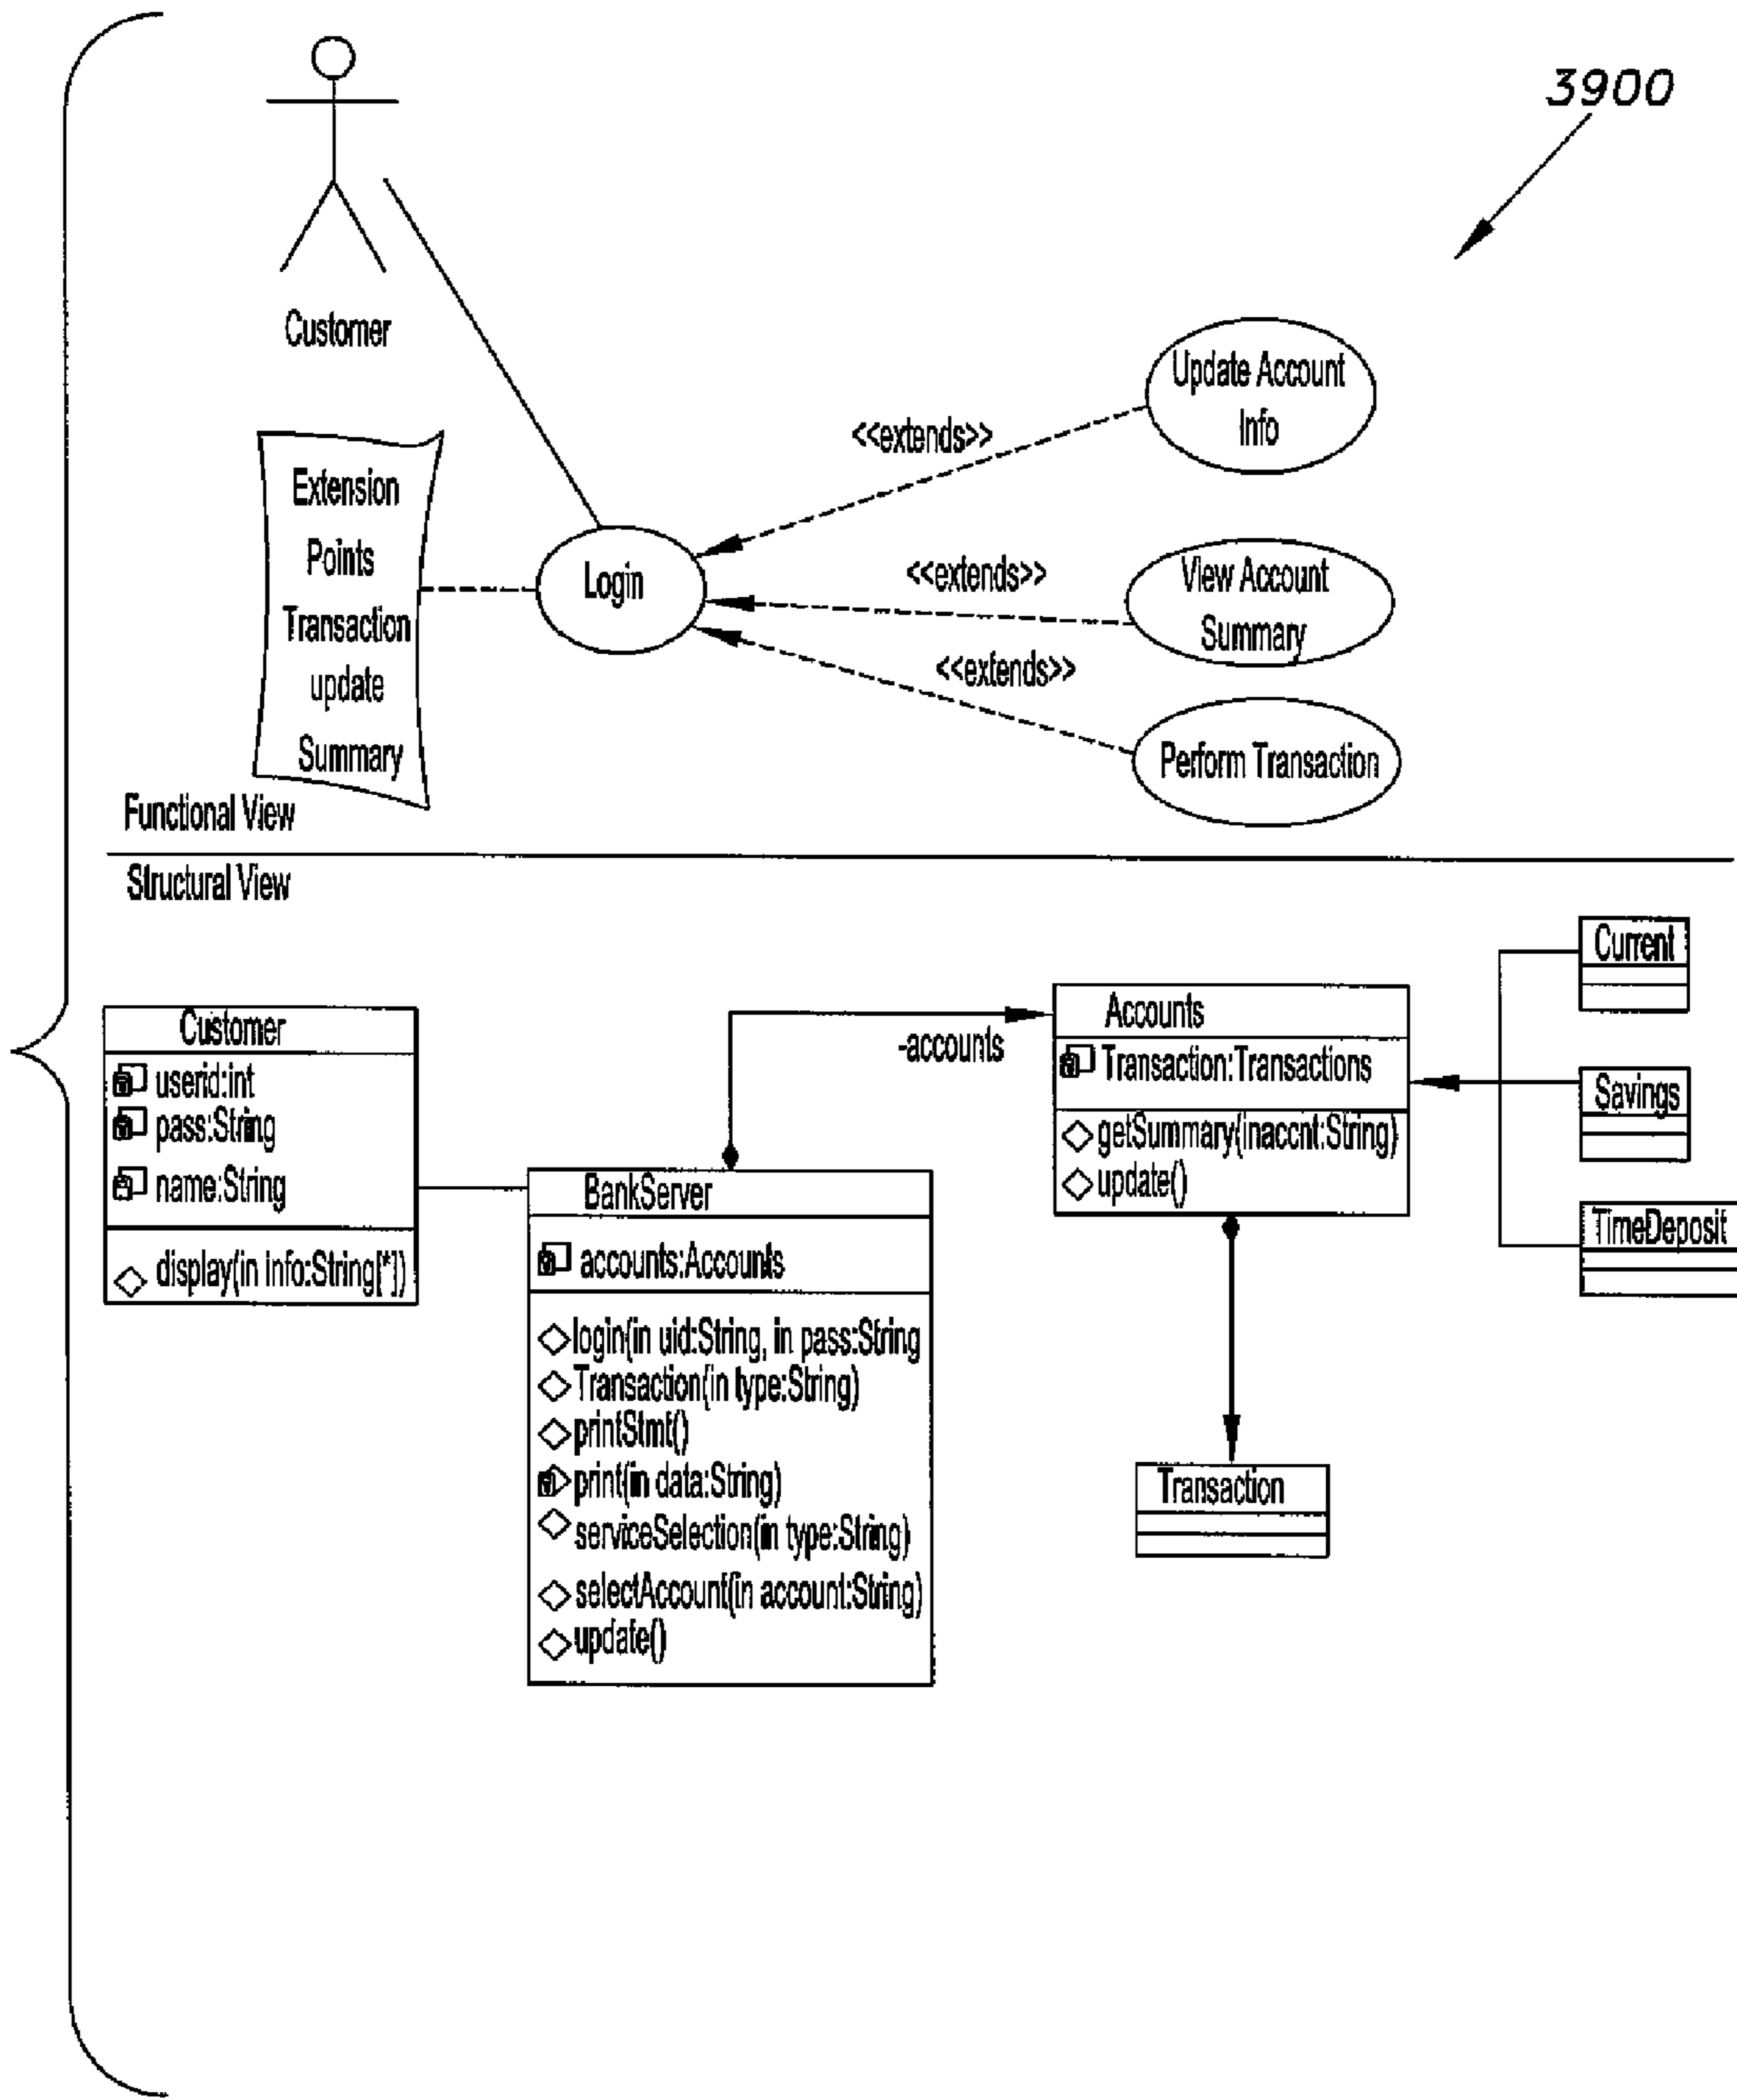 3900
Customer
Update Account
Info
<<extends>>
Extension
Points
Transaction
update
Summary
Login
<<extends>>
View Account
Summary
<<extends>>
Perform Transaction
Functional View
Structural View
Customer
userid:int
pass:String
name:String
display(in info:String[*])
BankServer
accounts:Accounts
login(in uid:String, in pass:String
Transaction(in type:String)
printStmt()
print(in data:String)
serviceSelection(in type:String)
selectAccount(in account:String)
update()
-accounts
Accounts
Transaction:Transactions
getSummary(inaccnt:String)
update()
Current
Savings
TimeDeposit
Transaction